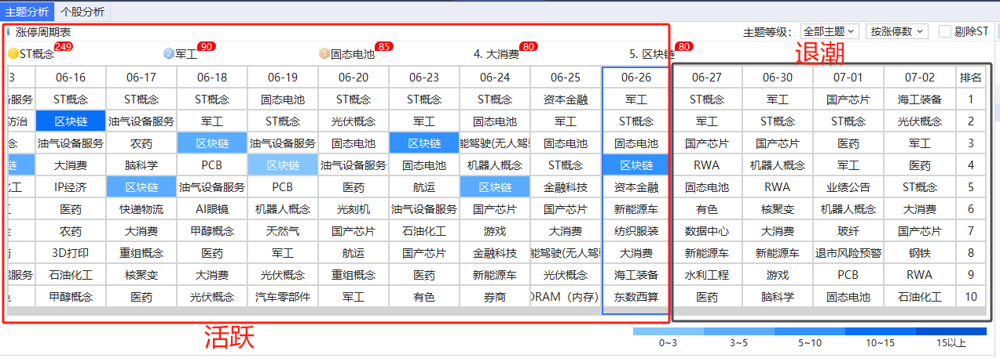 主题分析 个股分析
涨停周期表 主题等级： 全部主题 按涨停数 剔除ST
1 ST概念 249 2 军工 90 3 固态电池 85 4. 大消费 80 5. 区块链 80
退潮
3 06-16 06-17 06-18 06-19 06-20 06-23 06-24 06-25 06-26 06-27 06-30 07-01 07-02 排名
服务 ST概念 ST概念 ST概念 固态电池 ST概念 ST概念 ST概念 资本金融 军工 ST概念 军工 国产芯片 海工装备 1
防治 区块链 油气设备服务 军工 ST概念 光伏概念 军工 固态电池 军工 ST概念 军工 ST概念 ST概念 光伏概念 2
念 油气设备服务 农药 区块链 油气设备服务 固态电池 区块链 能驾驶(无人驾 固态电池 固态电池 国产芯片 国产芯片 医药 军工 3
链 大消费 脑科学 PCB 区块链 油气设备服务 固态电池 机器人概念 ST概念 区块链 RWA 机器人概念 军工 医药 4
工 IP经济 区块链 油气设备服务 PCB 医药 航运 区块链 金融科技 资本金融 固态电池 RWA 业绩公告 ST概念 5
医药 快递物流 AI眼镜 机器人概念 光刻机 油气设备服务 国产芯片 国产芯片 新能源车 有色 核聚变 机器人概念 大消费 6
农药 大消费 甲醇概念 天然气 国产芯片 石油化工 游戏 大消费 纺织服装 数据中心 大消费 玻纤 国产芯片 7
3D打印 重组概念 医药 军工 航运 国产芯片 金融科技 能驾驶(无人驾 大消费 新能源车 新能源车 退市风险预警 钢铁 8
服务 石油化工 核聚变 大消费 光伏概念 重组概念 医药 新能源车 光伏概念 海工装备 水利工程 游戏 PCB RWA 9
甲醇概念 医药 光伏概念 汽车零部件 军工 有色 券商 DRAM（内存） 东数西算 医药 脑科学 固态电池 石油化工 10
活跃
0~3 3~5 5~10 10~15 15以上